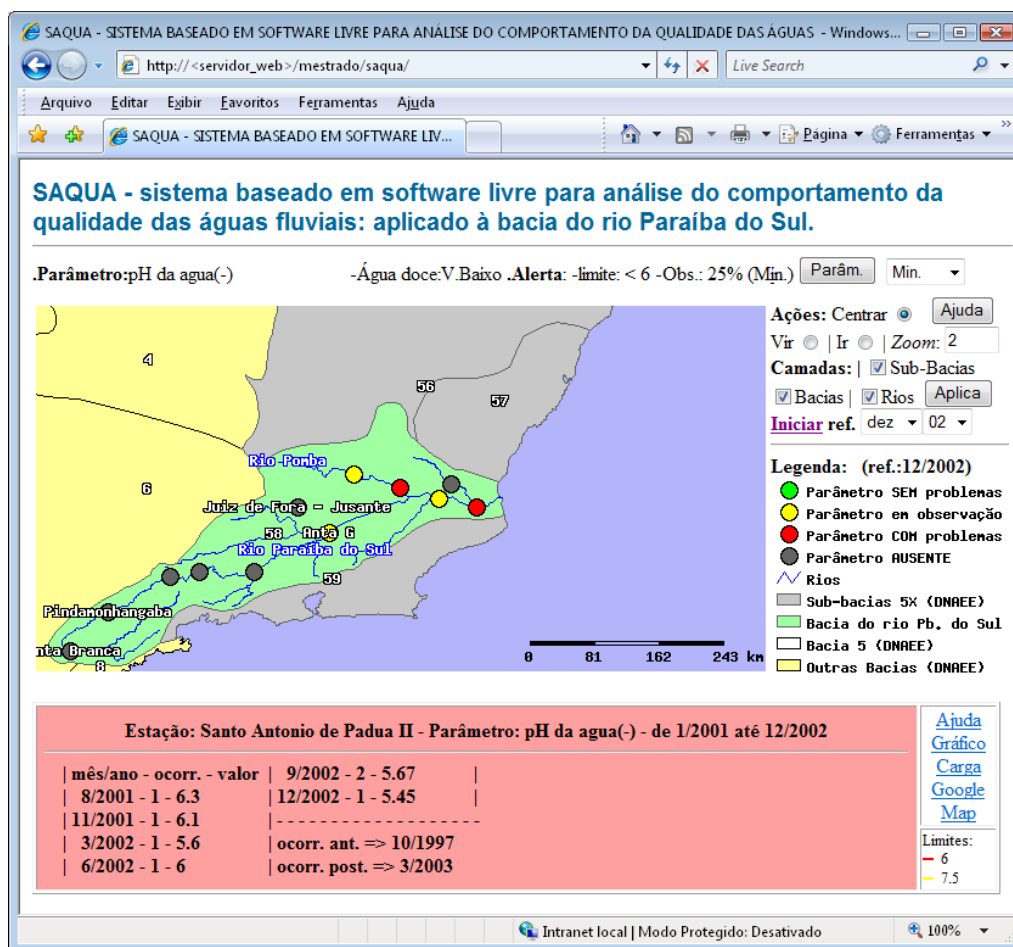 SAQUA - SISTEMA BASEADO EM SOFTWARE LIVRE PARA ANÁLISE DO COMPORTAMENTO DA QUALIDADE DAS ÁGUAS - Windows...
http://<servidor_web>/mestrado/saqua/
Live Search
Arquivo Editar Exibir Favoritos Ferramentas Ajuda
SAQUA - SISTEMA BASEADO EM SOFTWARE LIV...
Página Ferramentas »
SAQUA - sistema baseado em software livre para análise do comportamento da
qualidade das águas fluviais: aplicado à bacia do rio Paraíba do Sul.
.Parâmetro:pH da agua(-) -Água doce:V.Baixo .Alerta: -limite: < 6 -Obs.: 25% (Min.) Parâm. Min.
Ações: Centrar Ajuda
Vir | Ir | Zoom: 2
Camadas: | Sub-Bacias
Bacias | Rios Aplica
Iniciar ref. dez 02
4
56
57
Rio Pomba
6
Juiz de Fora - Jusante
58 Anta G
Rio Paraíba do Sul
59
Pindamonhangaba
nta Branca
8
0 81 162 243 km
Legenda: (ref.:12/2002)
Parâmetro SEM problemas
Parâmetro em observação
Parâmetro COM problemas
Parâmetro AUSENTE
Rios
Sub-bacias 5X (DNAEE)
Bacia do rio Pb. do Sul
Bacia 5 (DNAEE)
Outras Bacias (DNAEE)
Estação: Santo Antonio de Padua II - Parâmetro: pH da agua(-) - de 1/2001 até 12/2002
|mês/ano - ocorr. - valor | 9/2002 - 2 - 5.67 |
| 8/2001 - 1 - 6.3 |12/2002 - 1 - 5.45 |
|11/2001 - 1 - 6.1 |- - - - - - - - - - - - - - - - - - -
| 3/2002 - 1 - 5.6 |ocorr. ant. => 10/1997
| 6/2002 - 1 - 6 |ocorr. post. => 3/2003
Ajuda
Gráfico
Carga
Google
Map
Limites:
6
7.5
Intranet local | Modo Protegido: Desativado 100%